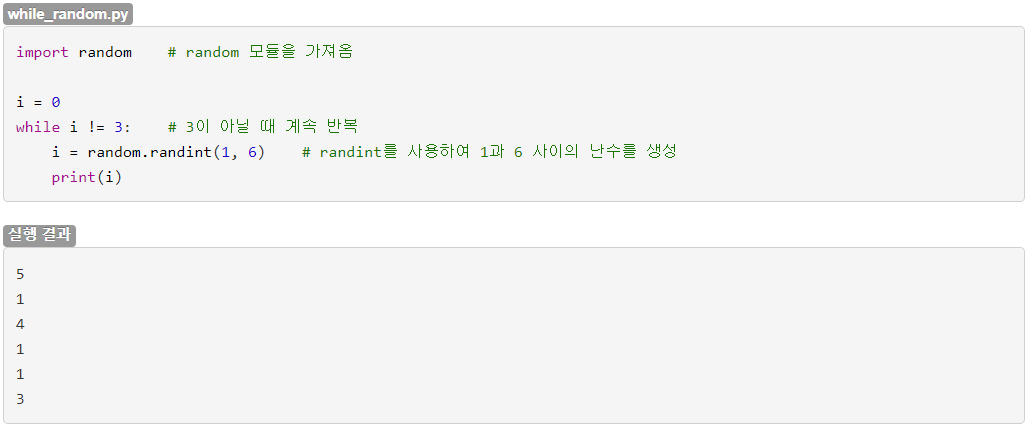 while_random.py
import random    # random 모듈을 가져옴
i = 0
while i != 3:    # 3이 아닐 때 계속 반복
    i = random.randint(1, 6)    # randint를 사용하여 1과 6 사이의 난수를 생성
    print(i)
실행 결과
5
1
4
1
1
3